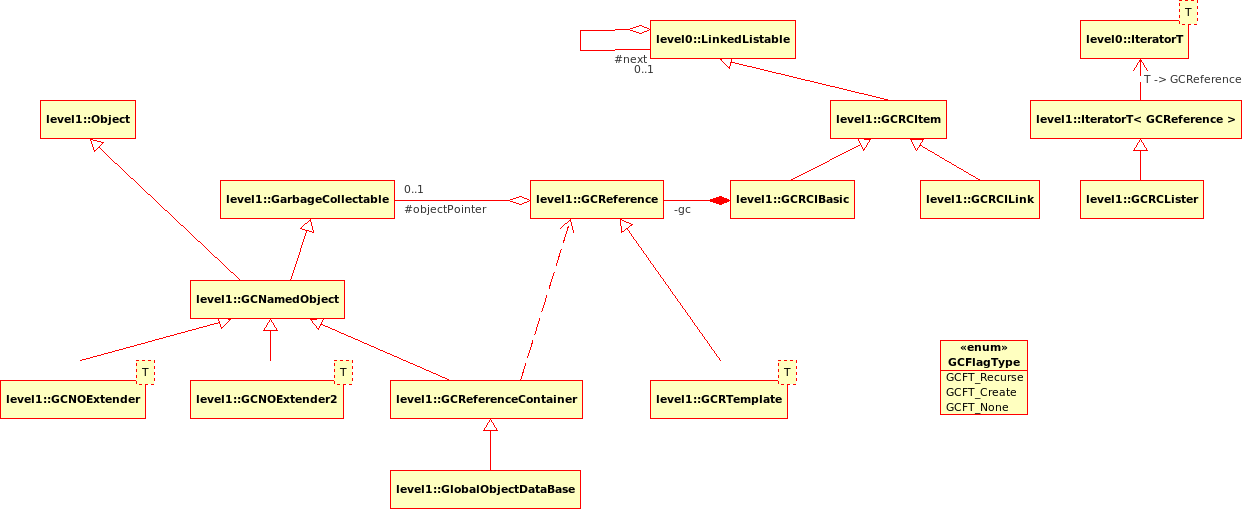 T
level0::LinkedListable
level0::IteratorT
#next
0..1
T -> GCReference
level1::Object
level1::GCRCItem
level1::IteratorT< GCReference >
level1::GarbageCollectable
0..1
#objectPointer
level1::GCReference
-gc
level1::GCRCIBasic
level1::GCRCILink
level1::GCRCLister
level1::GCNamedObject
«enum»
GCFlagType
GCFT_Recurse
GCFT_Create
GCFT_None
T
T
T
level1::GCNOExtender
level1::GCNOExtender2
level1::GCReferenceContainer
level1::GCRTemplate
level1::GlobalObjectDataBase